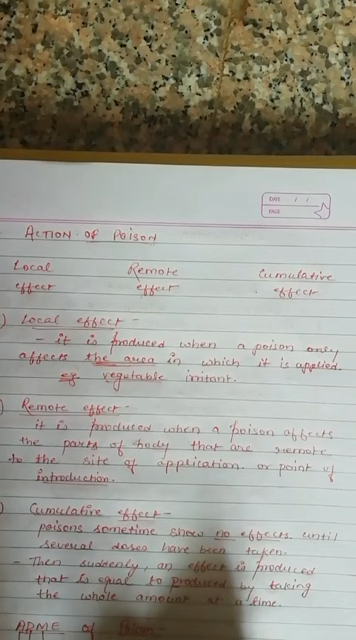 DATE / /
PAGE
ACTION OF POISON
Local Remote Cumulative
effect effect effect
) Local effect -
- it is produced when a poison only
affects the area in which it is applied.
eg vegetable irritant.
) Remote effect -
it is produced when a poison affects
the parts of body that are remote
to the site of application or point of
introduction.
) Cumulative effect -
poisons sometime show no effects until
several doses have been taken.
- Then suddenly, an effect is produced
that is equal to produced by taking
the whole amount at a time.
ADME of Poison -